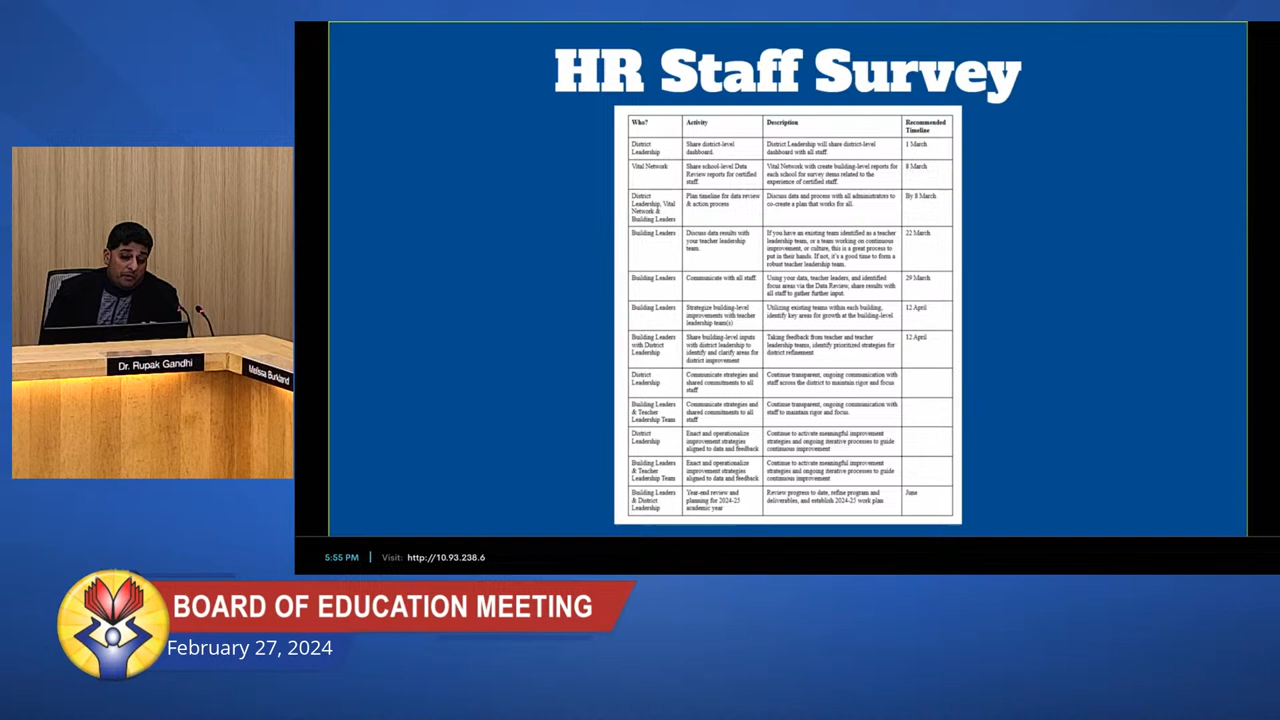 HR Staff Survey
Who? Activity Description Recommended
Timeline
District Share district-level District Leadership will share district-level 1 March
Leadership dashboard. dashboard with all staff.
Vital Network Share school-level Data Vital Network with create building-level reports for 8 March
Review reports for certified each school for survey items related to the
staff. experience of certified staff.
District Plan timeline for data review Discuss data and process with all administrators to By 8 March
Leadership, Vital & action process co-create a plan that works for all.
Network &
Building Leaders
Building Leaders Discuss data results with If you have an existing team identified as a teacher 22 March
your teacher leadership leadership team, or a team working on continuous
team. improvement, or culture, this is a great process to
put in their hands. If not, it's a good time to form a
robust teacher leadership team.
Building Leaders Communicate with all staff. Using your data, teacher leaders, and identified 29 March
focus areas via the Data Review, share results with
all staff to gather further input.
Building Leaders Strategize building-level Utilizing existing teams within each building, 12 April
improvements with teacher identify key areas for growth at the building-level
leadership team(s)
Building Leaders Share building-level inputs Taking feedback from teacher and teacher 12 April
with District with district leadership to leadership teams, identify prioritized strategies for
Leadership identify and clarify areas for district refinement
district improvement
District Communicate strategies and Continue transparent, ongoing communication with
Leadership shared commitments to all staff across the district to maintain rigor and focus
staff
Building Leaders Communicate strategies and Continue transparent, ongoing communication with
& Teacher shared commitments to all staff to maintain rigor and focus.
Leadership Team staff
District Enact and operationalize Continue to activate meaningful improvement
Leadership improvement strategies strategies and ongoing iterative processes to guide
aligned to data and feedback continuous improvement
Building Leaders Enact and operationalize Continue to activate meaningful improvement
& Teacher improvement strategies strategies and ongoing iterative processes to guide
Leadership Team aligned to data and feedback continuous improvement
Building Leaders Year-end review and Review progress to date, refine program and June
& District planning for 2024-25 deliverables, and establish 2024-25 work plan
Leadership academic year
Dr. Rupak Gandhi
Melissa Burkland
5:55 PM | Visit: http://10.93.238.6
BOARD OF EDUCATION MEETING
February 27, 2024